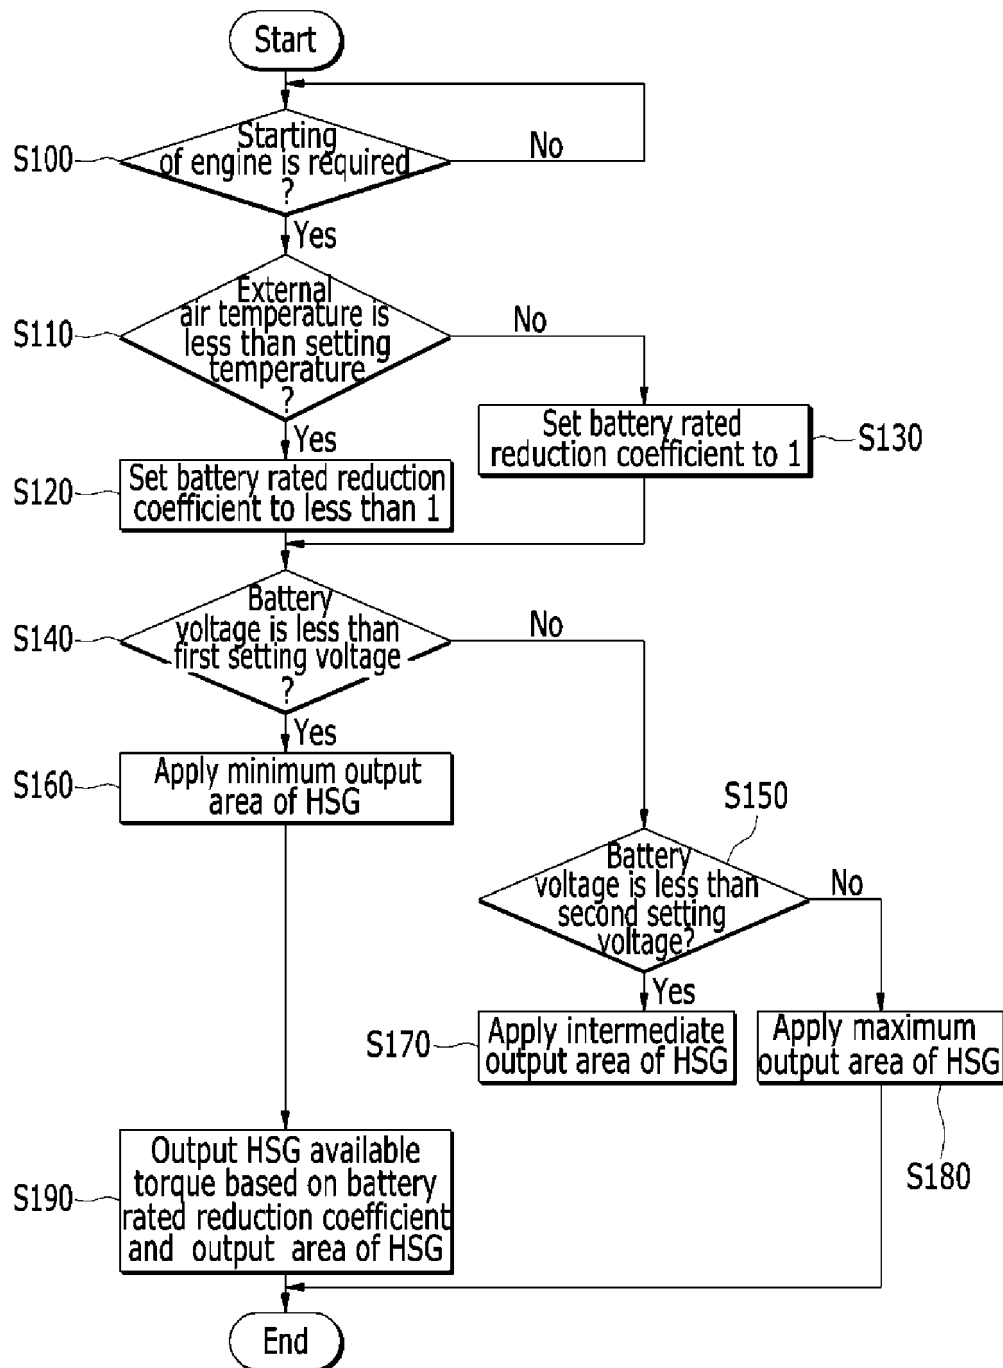 Start
S100
Starting
of engine is required
?
No
Yes
S110
External
air temperature is
less than setting
temperature
?
No
Yes
S130
Set battery rated
reduction coefficient to 1
S120
Set battery rated reduction
coefficient to less than 1
S140
Battery
voltage is less than
first setting voltage
?
No
Yes
S160
Apply minimum output
area of HSG
S150
Battery
voltage is less than
second setting
voltage?
No
Yes
S170
Apply intermediate
output area of HSG
Apply maximum
output area of HSG
S180
S190
Output HSG available
torque based on battery
rated reduction coefficient
and output area of HSG
End